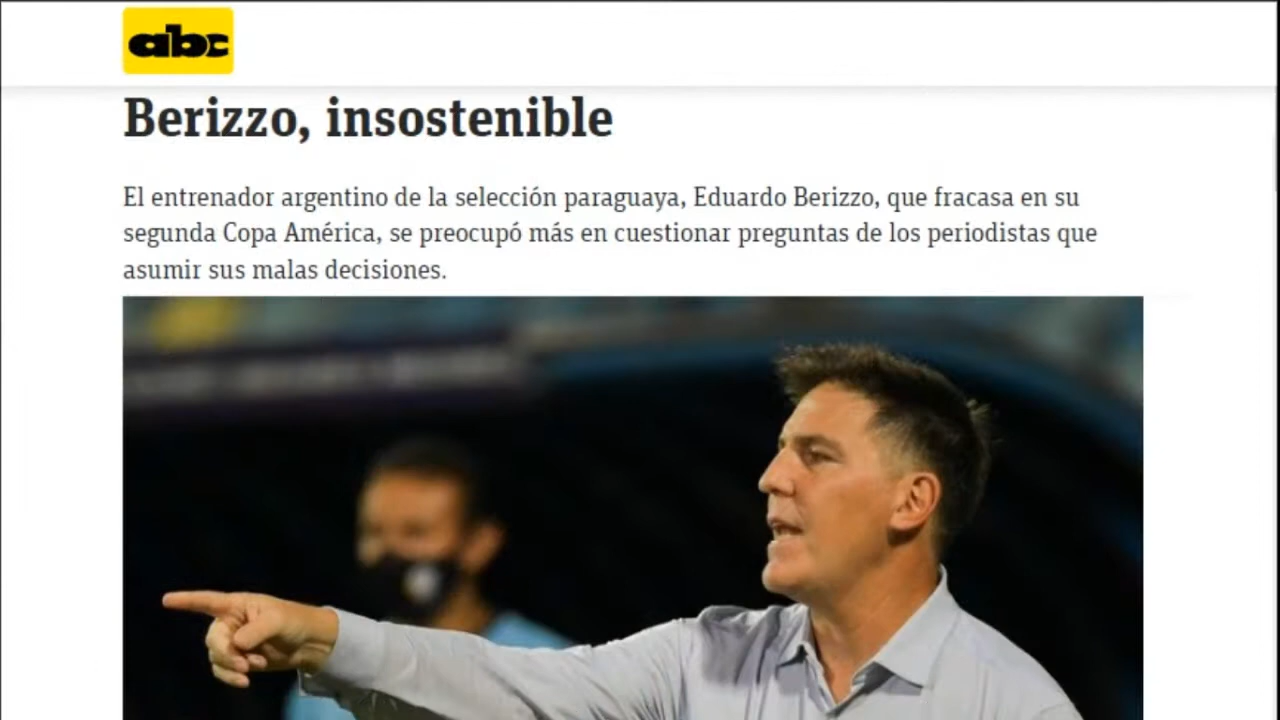 abc
Berizzo, insostenible
El entrenador argentino de la selección paraguaya, Eduardo Berizzo, que fracasa en su
segunda Copa América, se preocupó más en cuestionar preguntas de los periodistas que
asumir sus malas decisiones.